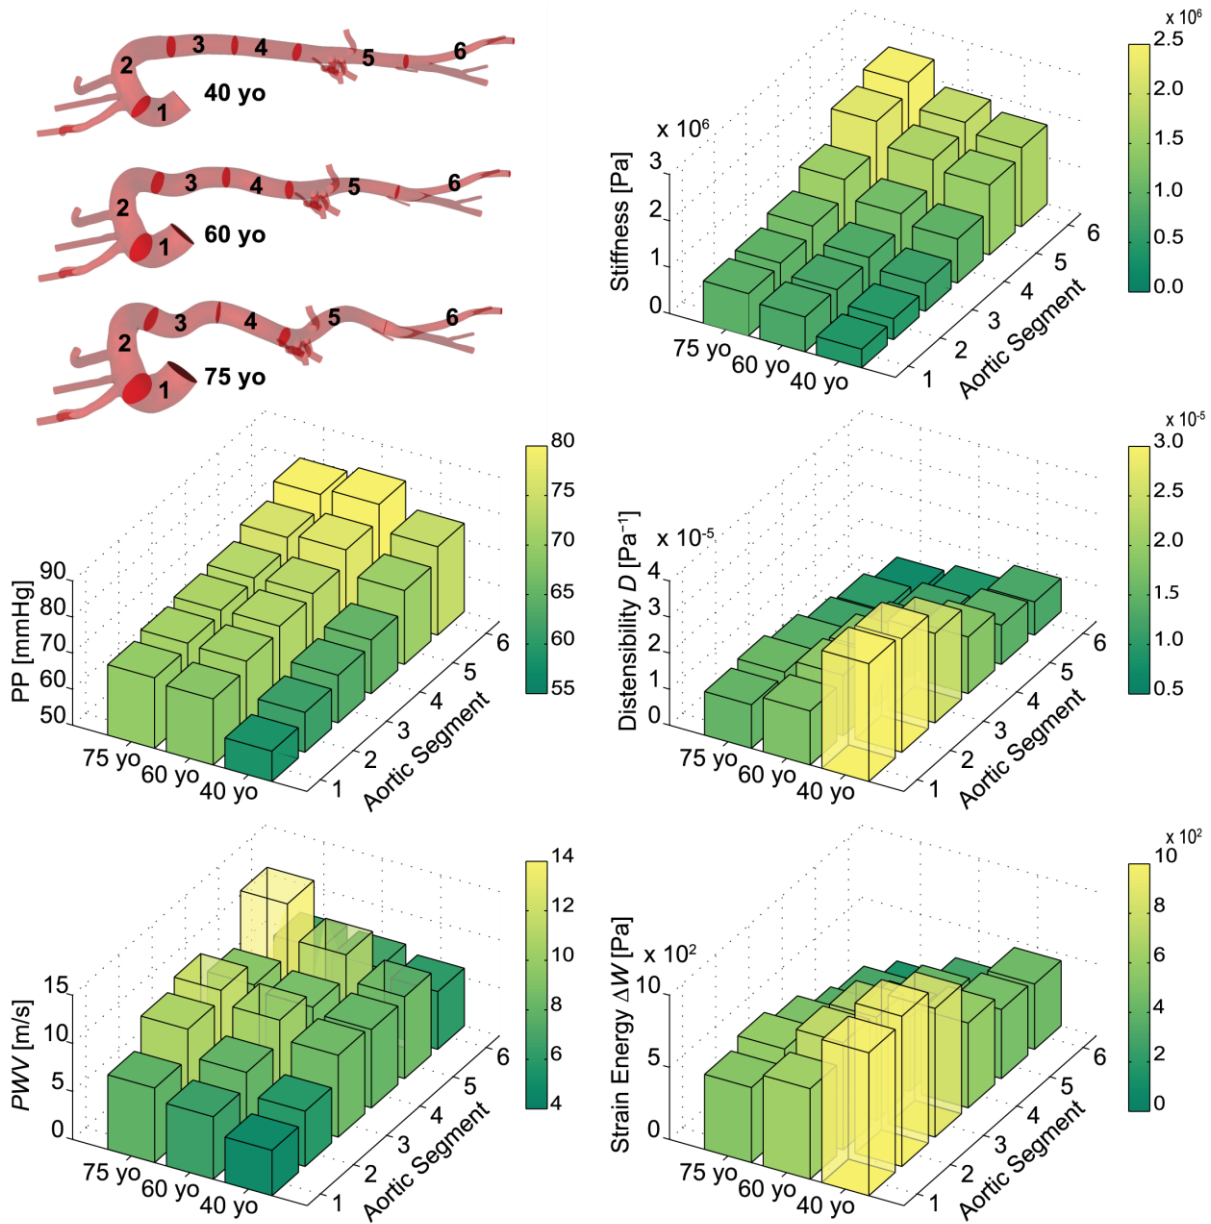 3 4 5 6
2
40 yo
1
3 4 5 6
2
60 yo
1
3 4 5 6
2
75 yo
1
x 10⁶
2.5
2.0
1.5
1.0
0.5
0.0
x 10⁶
3
2
1
0
Stiffness [Pa]
75 yo
60 yo
40 yo
1
2
3
4
5
6
Aortic Segment
80
75
70
65
60
55
90
80
70
60
50
PP [mmHg]
75 yo
60 yo
40 yo
1
2
3
4
5
6
Aortic Segment
x 10⁻⁵
3.0
2.5
2.0
1.5
1.0
0.5
x 10⁻⁵
4
3
2
1
0
Distensibility D [Pa⁻¹]
75 yo
60 yo
40 yo
1
2
3
4
5
6
Aortic Segment
14
12
10
8
6
4
15
10
5
0
PWV [m/s]
75 yo
60 yo
40 yo
1
2
3
4
5
6
Aortic Segment
x 10²
10
8
6
4
2
0
x 10²
10
5
0
Strain Energy ΔW [Pa]
75 yo
60 yo
40 yo
1
2
3
4
5
6
Aortic Segment